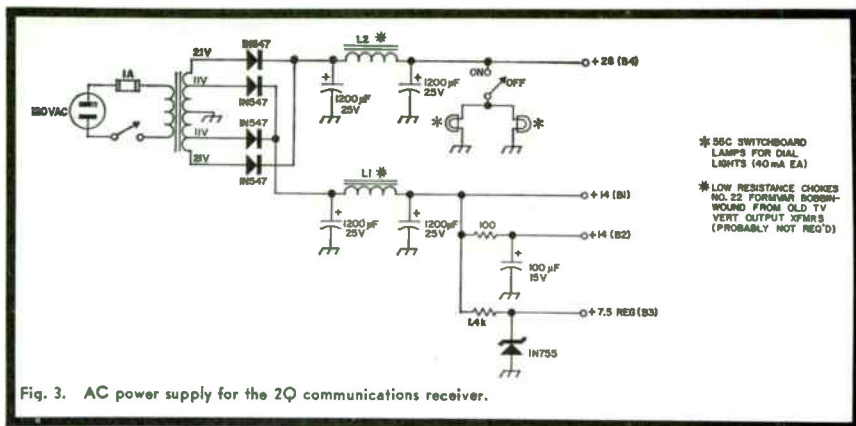 21V
1N547
L2 *
+28 (B4)
1A
11V
1N547
+
1200µF
25V
+
1200µF
25V
ONO
OFF
*
*
120VAC
11V
1N547
21V
1N547
* 55C SWITCHBOARD
LAMPS FOR DIAL
LIGHTS (40mA EA)
* LOW RESISTANCE CHOKES
NO. 22 FORMVAR BOBBIN-
WOUND FROM OLD TV
VERT OUTPUT XFMRS
(PROBABLY NOT REQ'D)
L1 *
+14 (B1)
+
1200µF
25V
+
1200µF
25V
100
+14 (B2)
+
100µF
15V
1.4k
+7.5 REG (B3)
1N755
Fig. 3. AC power supply for the 2Q communications receiver.